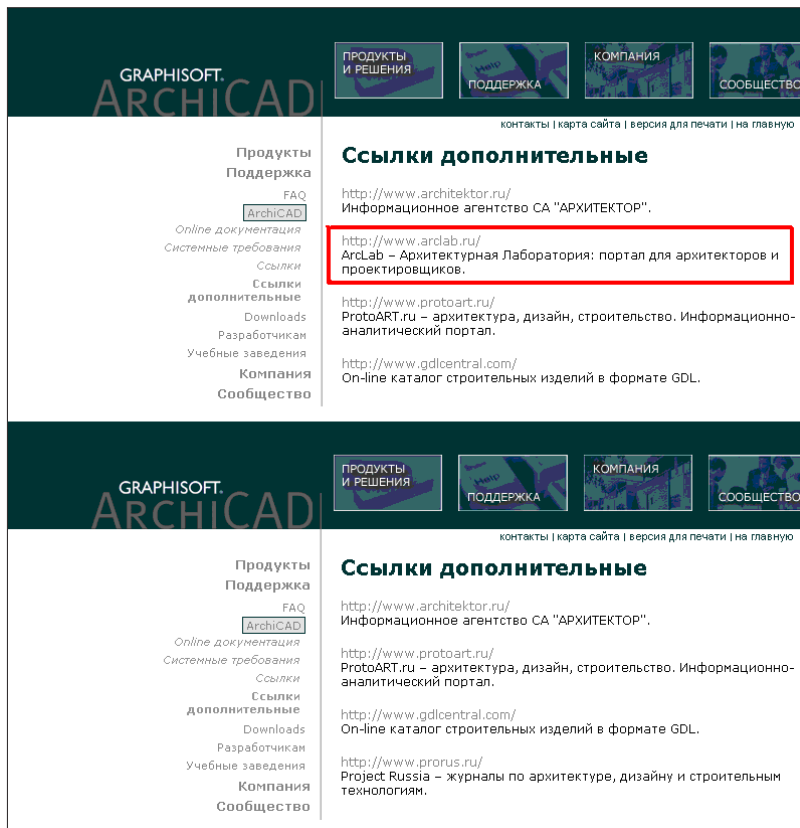 GRAPHISOFT.
ARCHICAD
ПРОДУКТЫ
И РЕШЕНИЯ
ПОДДЕРЖКА
КОМПАНИЯ
СООБЩЕСТВО
контакты | карта сайта | версия для печати | на главную
Продукты
Поддержка
FAQ
ArchiCAD
Online документация
Системные требования
Ссылки
Ссылки
дополнительные
Downloads
Разработчикам
Учебные заведения
Компания
Сообщество
Ссылки дополнительные
http://www.architektor.ru/
Информационное агентство СА "АРХИТЕКТОР".
http://www.arclab.ru/
ArcLab – Архитектурная Лаборатория: портал для архитекторов и
проектировщиков.
http://www.protoart.ru/
ProtoART.ru – архитектура, дизайн, строительство. Информационно-
аналитический портал.
http://www.gdlcentral.com/
On-line каталог строительных изделий в формате GDL.
GRAPHISOFT.
ARCHICAD
ПРОДУКТЫ
И РЕШЕНИЯ
ПОДДЕРЖКА
КОМПАНИЯ
СООБЩЕСТВО
контакты | карта сайта | версия для печати | на главную
Продукты
Поддержка
FAQ
ArchiCAD
Online документация
Системные требования
Ссылки
Ссылки
дополнительные
Downloads
Разработчикам
Учебные заведения
Компания
Сообщество
Ссылки дополнительные
http://www.architektor.ru/
Информационное агентство СА "АРХИТЕКТОР".
http://www.protoart.ru/
ProtoART.ru – архитектура, дизайн, строительство. Информационно-
аналитический портал.
http://www.gdlcentral.com/
On-line каталог строительных изделий в формате GDL.
http://www.prorus.ru/
Project Russia – журналы по архитектуре, дизайну и строительным
технологиям.